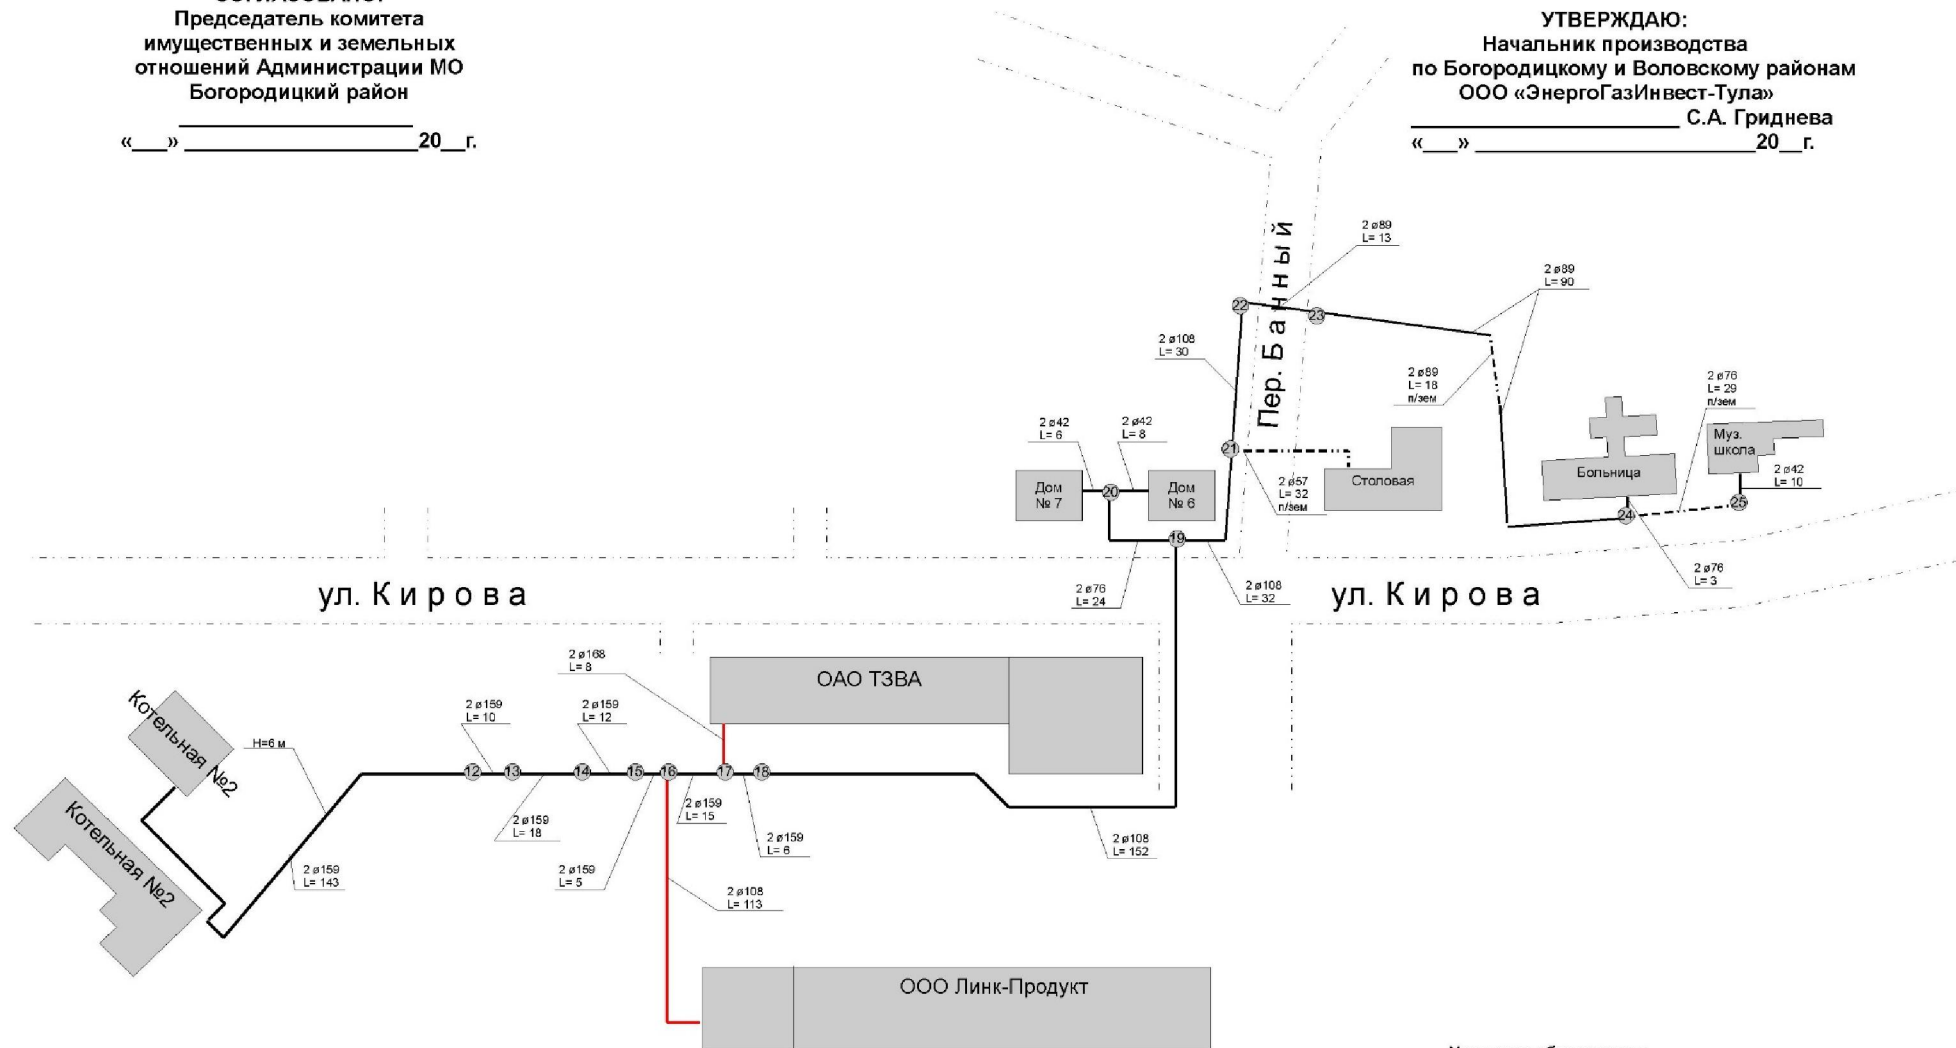 СОГЛАСОВАНО:
Председатель комитета
имущественных и земельных
отношений Администрации МО
Богородицкий район
«___» ____________________20__г.
УТВЕРЖДАЮ:
Начальник производства
по Богородицкому и Воловскому районам
ООО «ЭнергоГазИнвест-Тула»
_______________________ С.А. Гриднева
«___» ________________________20__г.
Пер. Банный
2 ø89
L= 13
2 ø89
L= 90
22
23
2 ø108
L= 30
2 ø89
L= 18
п/зем
2 ø76
L= 29
п/зем
2 ø42
L= 6
2 ø42
L= 8
21
Муз.
школа
Больница
2 ø42
L= 10
Дом
№ 7
20
Дом
№ 6
2 ø57
L= 32
п/зем
Столовая
24
25
19
2 ø76
L= 24
2 ø108
L= 32
2 ø76
L= 3
ул. Кирова
ул. Кирова
2 ø168
L= 8
ОАО ТЗВА
Котельная №2
H=6 м
2 ø159
L= 10
2 ø159
L= 12
12
13
14
15
16
17
18
Котельная №2
2 ø159
L= 18
2 ø159
L= 15
2 ø159
L= 6
2 ø108
L= 152
2 ø159
L= 143
2 ø159
L= 5
2 ø108
L= 113
ООО Линк-Продукт